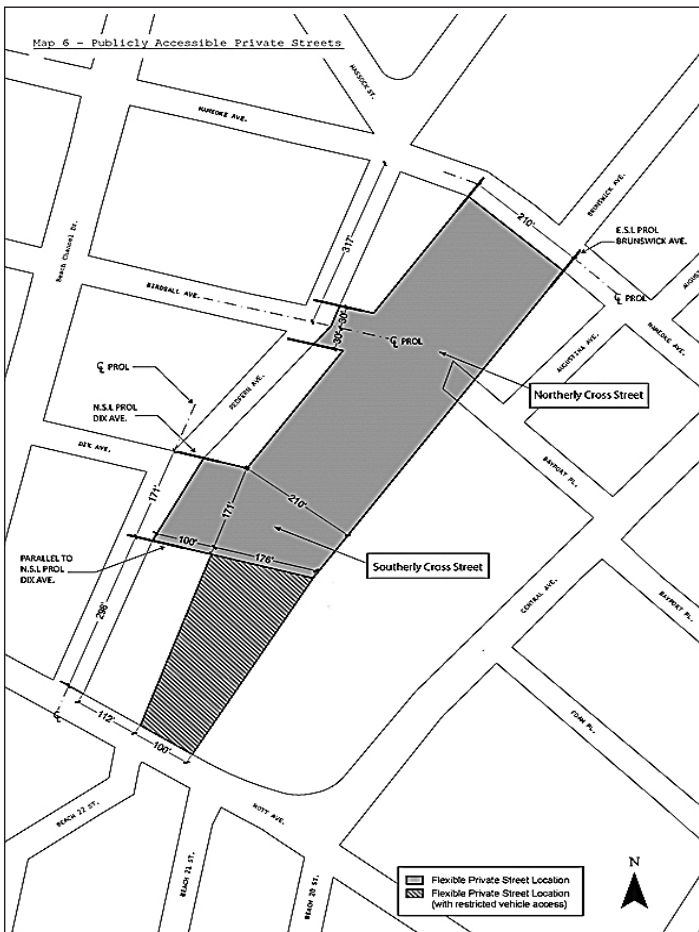 Map 6 - Publicly Accessible Private Streets
HASSOCK ST.
NAMEOKE AVE.
BRUNSWICK AVE.
210'
E.S.L PROL
BRUNSWICK AVE.
317'
Beach Channel Dr.
BIRDSALL AVE.
30'
30'
℄ PROL
℄ PROL
NAMEOKE AVE.
AUGUSTINA AVE.
Northerly Cross Street
℄ PROL
REDFERN AVE.
N.S.L PROL
DIX AVE.
DIX AVE.
BAYPORT PL.
171'
171'
210'
100'
176'
Southerly Cross Street
PARALLEL TO
N.S.L PROL
DIX AVE.
CENTRAL AVE.
BAYPORT PL.
296'
℄
112'
100'
FOAM PL.
MOTT AVE.
BEACH 22 ST.
BEACH 21 ST.
BEACH 20 ST.
N
Flexible Private Street Location
Flexible Private Street Location
(with restricted vehicle access)